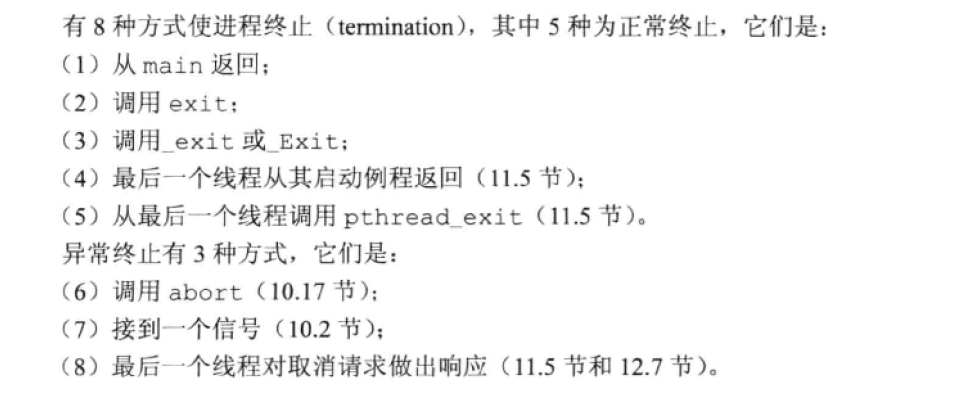 有 8 种方式使进程终止（termination），其中 5 种为正常终止，它们是：
（1）从 main 返回；
（2）调用 exit；
（3）调用_exit 或_Exit；
（4）最后一个线程从其启动例程返回（11.5 节）；
（5）从最后一个线程调用 pthread_exit（11.5 节）。
异常终止有 3 种方式，它们是：
（6）调用 abort（10.17 节）；
（7）接到一个信号（10.2 节）；
（8）最后一个线程对取消请求做出响应（11.5 节和 12.7 节）。